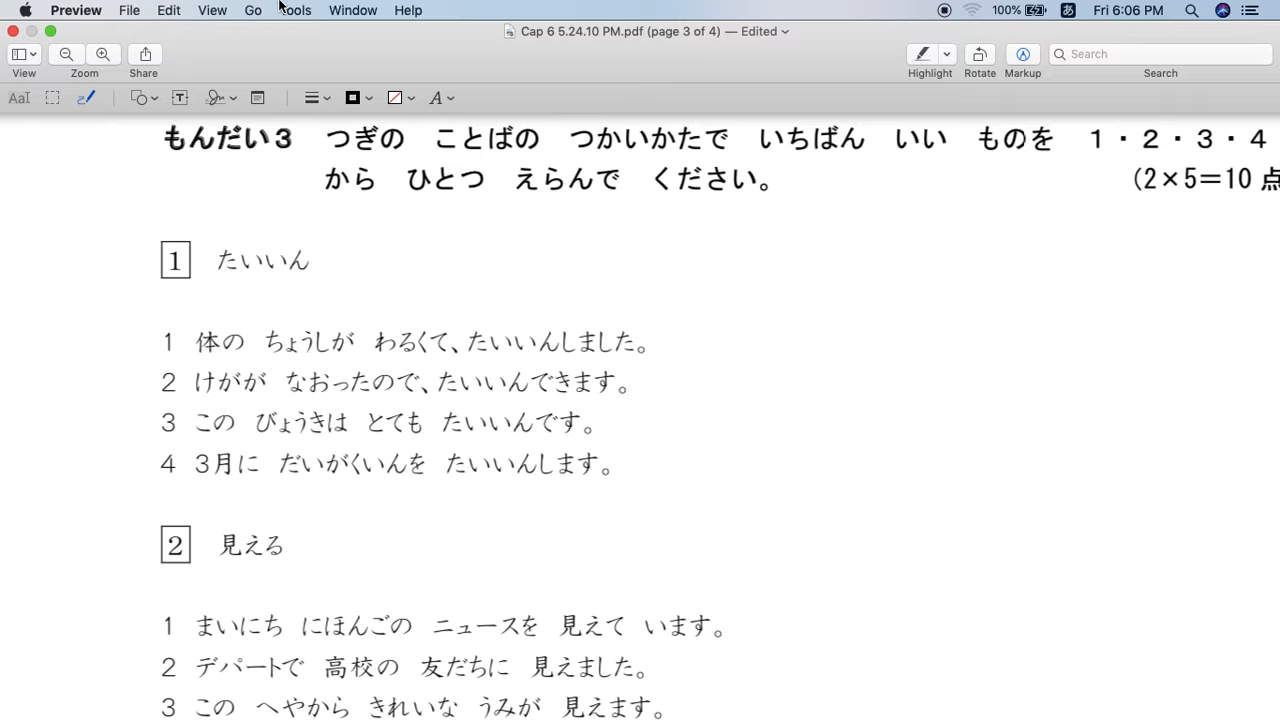 Preview File Edit View Go Tools Window Help 100% あ Fri 6:06 PM
Cap 6 5.24.10 PM.pdf (page 3 of 4) — Edited
View Zoom Share Highlight Rotate Markup Search Search
AaI T A
もんだい３ つぎの ことばの つかいかたで いちばん いい ものを １・２・３・４
から ひとつ えらんで ください。 (2×5＝10 点
1 たいいん
1 体の ちょうしが わるくて、たいいんしました。
2 けがが なおったので、たいいんできます。
3 この びょうきは とても たいいんです。
4 3月に だいがくいんを たいいんします。
2 見える
1 まいにち にほんごの ニュースを 見えて います。
2 デパートで 高校の 友だちに 見えました。
3 この へやから きれいな うみが 見えます。